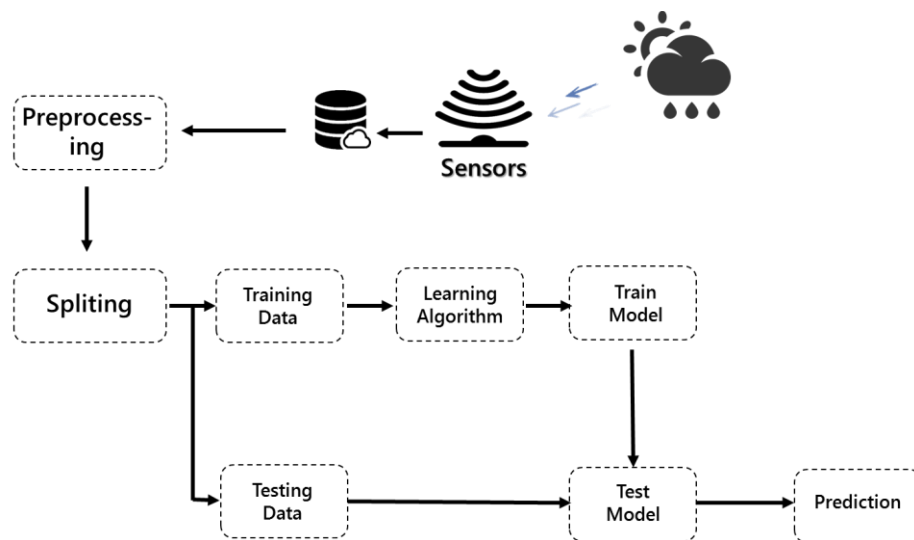 Preprocess-
ing
Sensors
Spliting
Training
Data
Learning
Algorithm
Train
Model
Testing
Data
Test
Model
Prediction